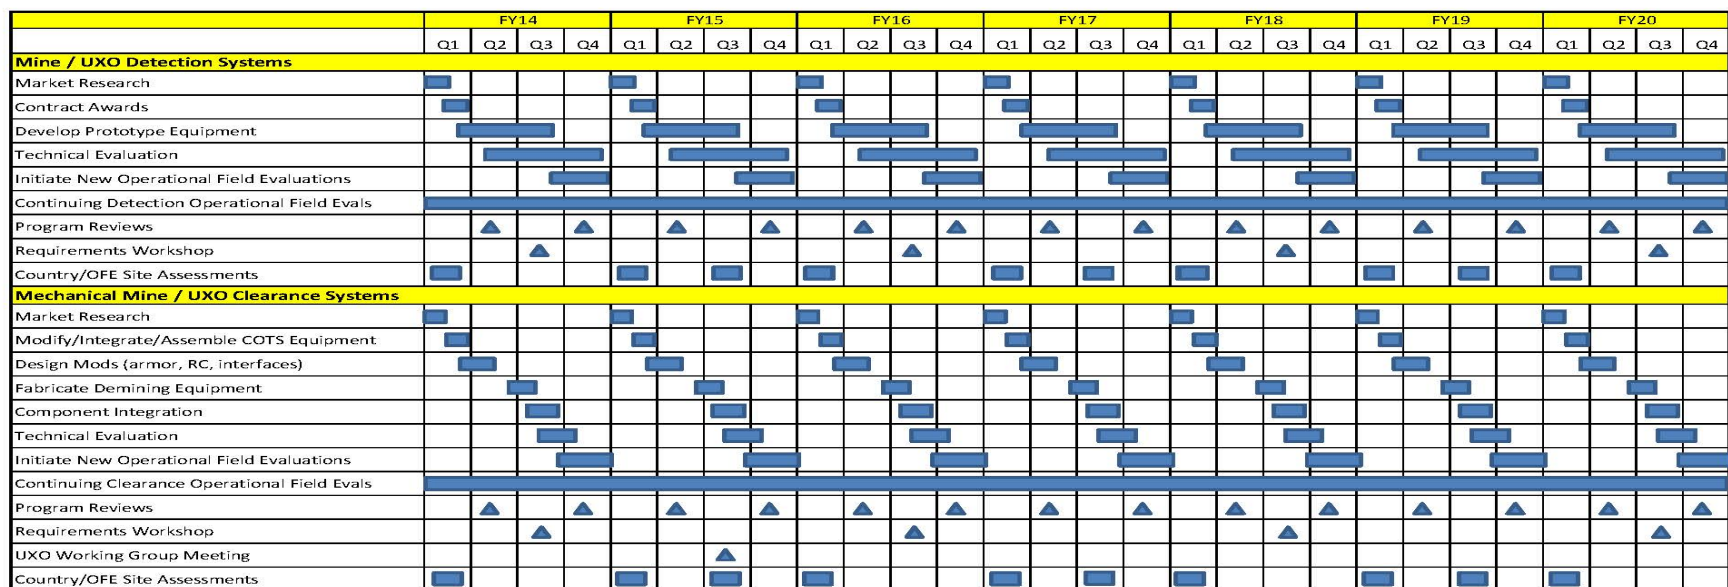 FY14 FY15 FY16 FY17 FY18 FY19 FY20
Q1 Q2 Q3 Q4 Q1 Q2 Q3 Q4 Q1 Q2 Q3 Q4 Q1 Q2 Q3 Q4 Q1 Q2 Q3 Q4 Q1 Q2 Q3 Q4 Q1 Q2 Q3 Q4
Mine / UXO Detection Systems
Market Research
Contract Awards
Develop Prototype Equipment
Technical Evaluation
Initiate New Operational Field Evaluations
Continuing Detection Operational Field Evals
Program Reviews
Requirements Workshop
Country/OFE Site Assessments
Mechanical Mine / UXO Clearance Systems
Market Research
Modify/Integrate/Assemble COTS Equipment
Design Mods (armor, RC, interfaces)
Fabricate Demining Equipment
Component Integration
Technical Evaluation
Initiate New Operational Field Evaluations
Continuing Clearance Operational Field Evals
Program Reviews
Requirements Workshop
UXO Working Group Meeting
Country/OFE Site Assessments